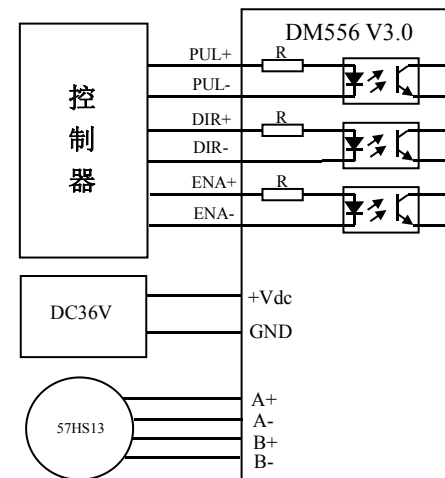 DM556 V3.0
控制器
PUL+
R
PUL-
DIR+
R
DIR-
ENA+
R
ENA-
DC36V
+Vdc
GND
57HS13
A+
A-
B+
B-